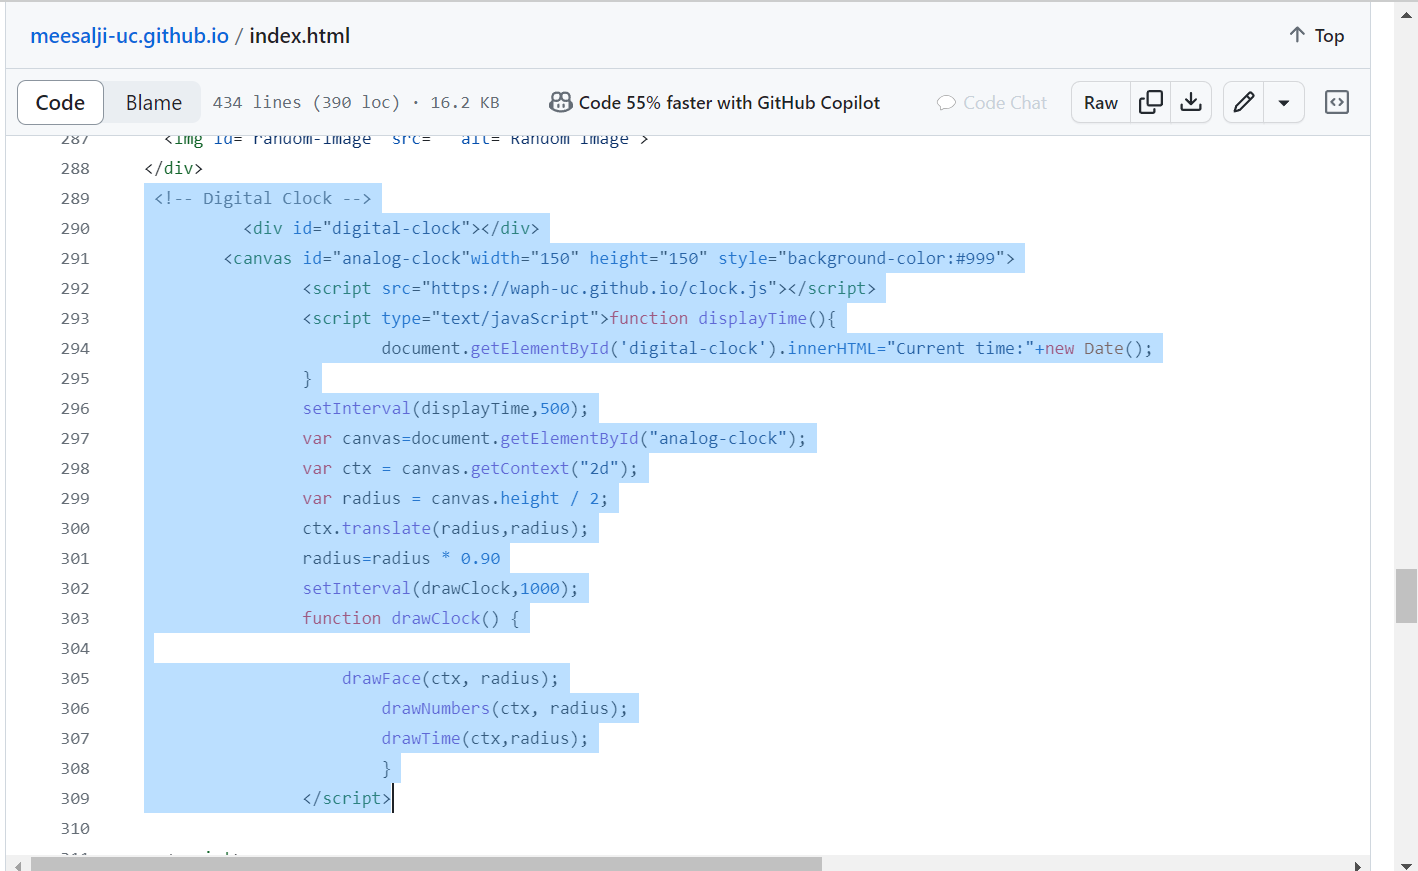 meesalji-uc.github.io / index.html
Top
Code Blame 434 lines (390 loc) · 16.2 KB Code 55% faster with GitHub Copilot Code Chat Raw
287 <img id="random-image" src="" alt="Random Image">
288 </div>
289 <!-- Digital Clock -->
290 <div id="digital-clock"></div>
291 <canvas id="analog-clock"width="150" height="150" style="background-color:#999">
292 <script src="https://waph-uc.github.io/clock.js"></script>
293 <script type="text/javaScript">function displayTime(){
294 document.getElementById('digital-clock').innerHTML="Current time:"+new Date();
295 }
296 setInterval(displayTime,500);
297 var canvas=document.getElementById("analog-clock");
298 var ctx = canvas.getContext("2d");
299 var radius = canvas.height / 2;
300 ctx.translate(radius,radius);
301 radius=radius * 0.90
302 setInterval(drawClock,1000);
303 function drawClock() {
304
305 drawFace(ctx, radius);
306 drawNumbers(ctx, radius);
307 drawTime(ctx,radius);
308 }
309 </script>
310